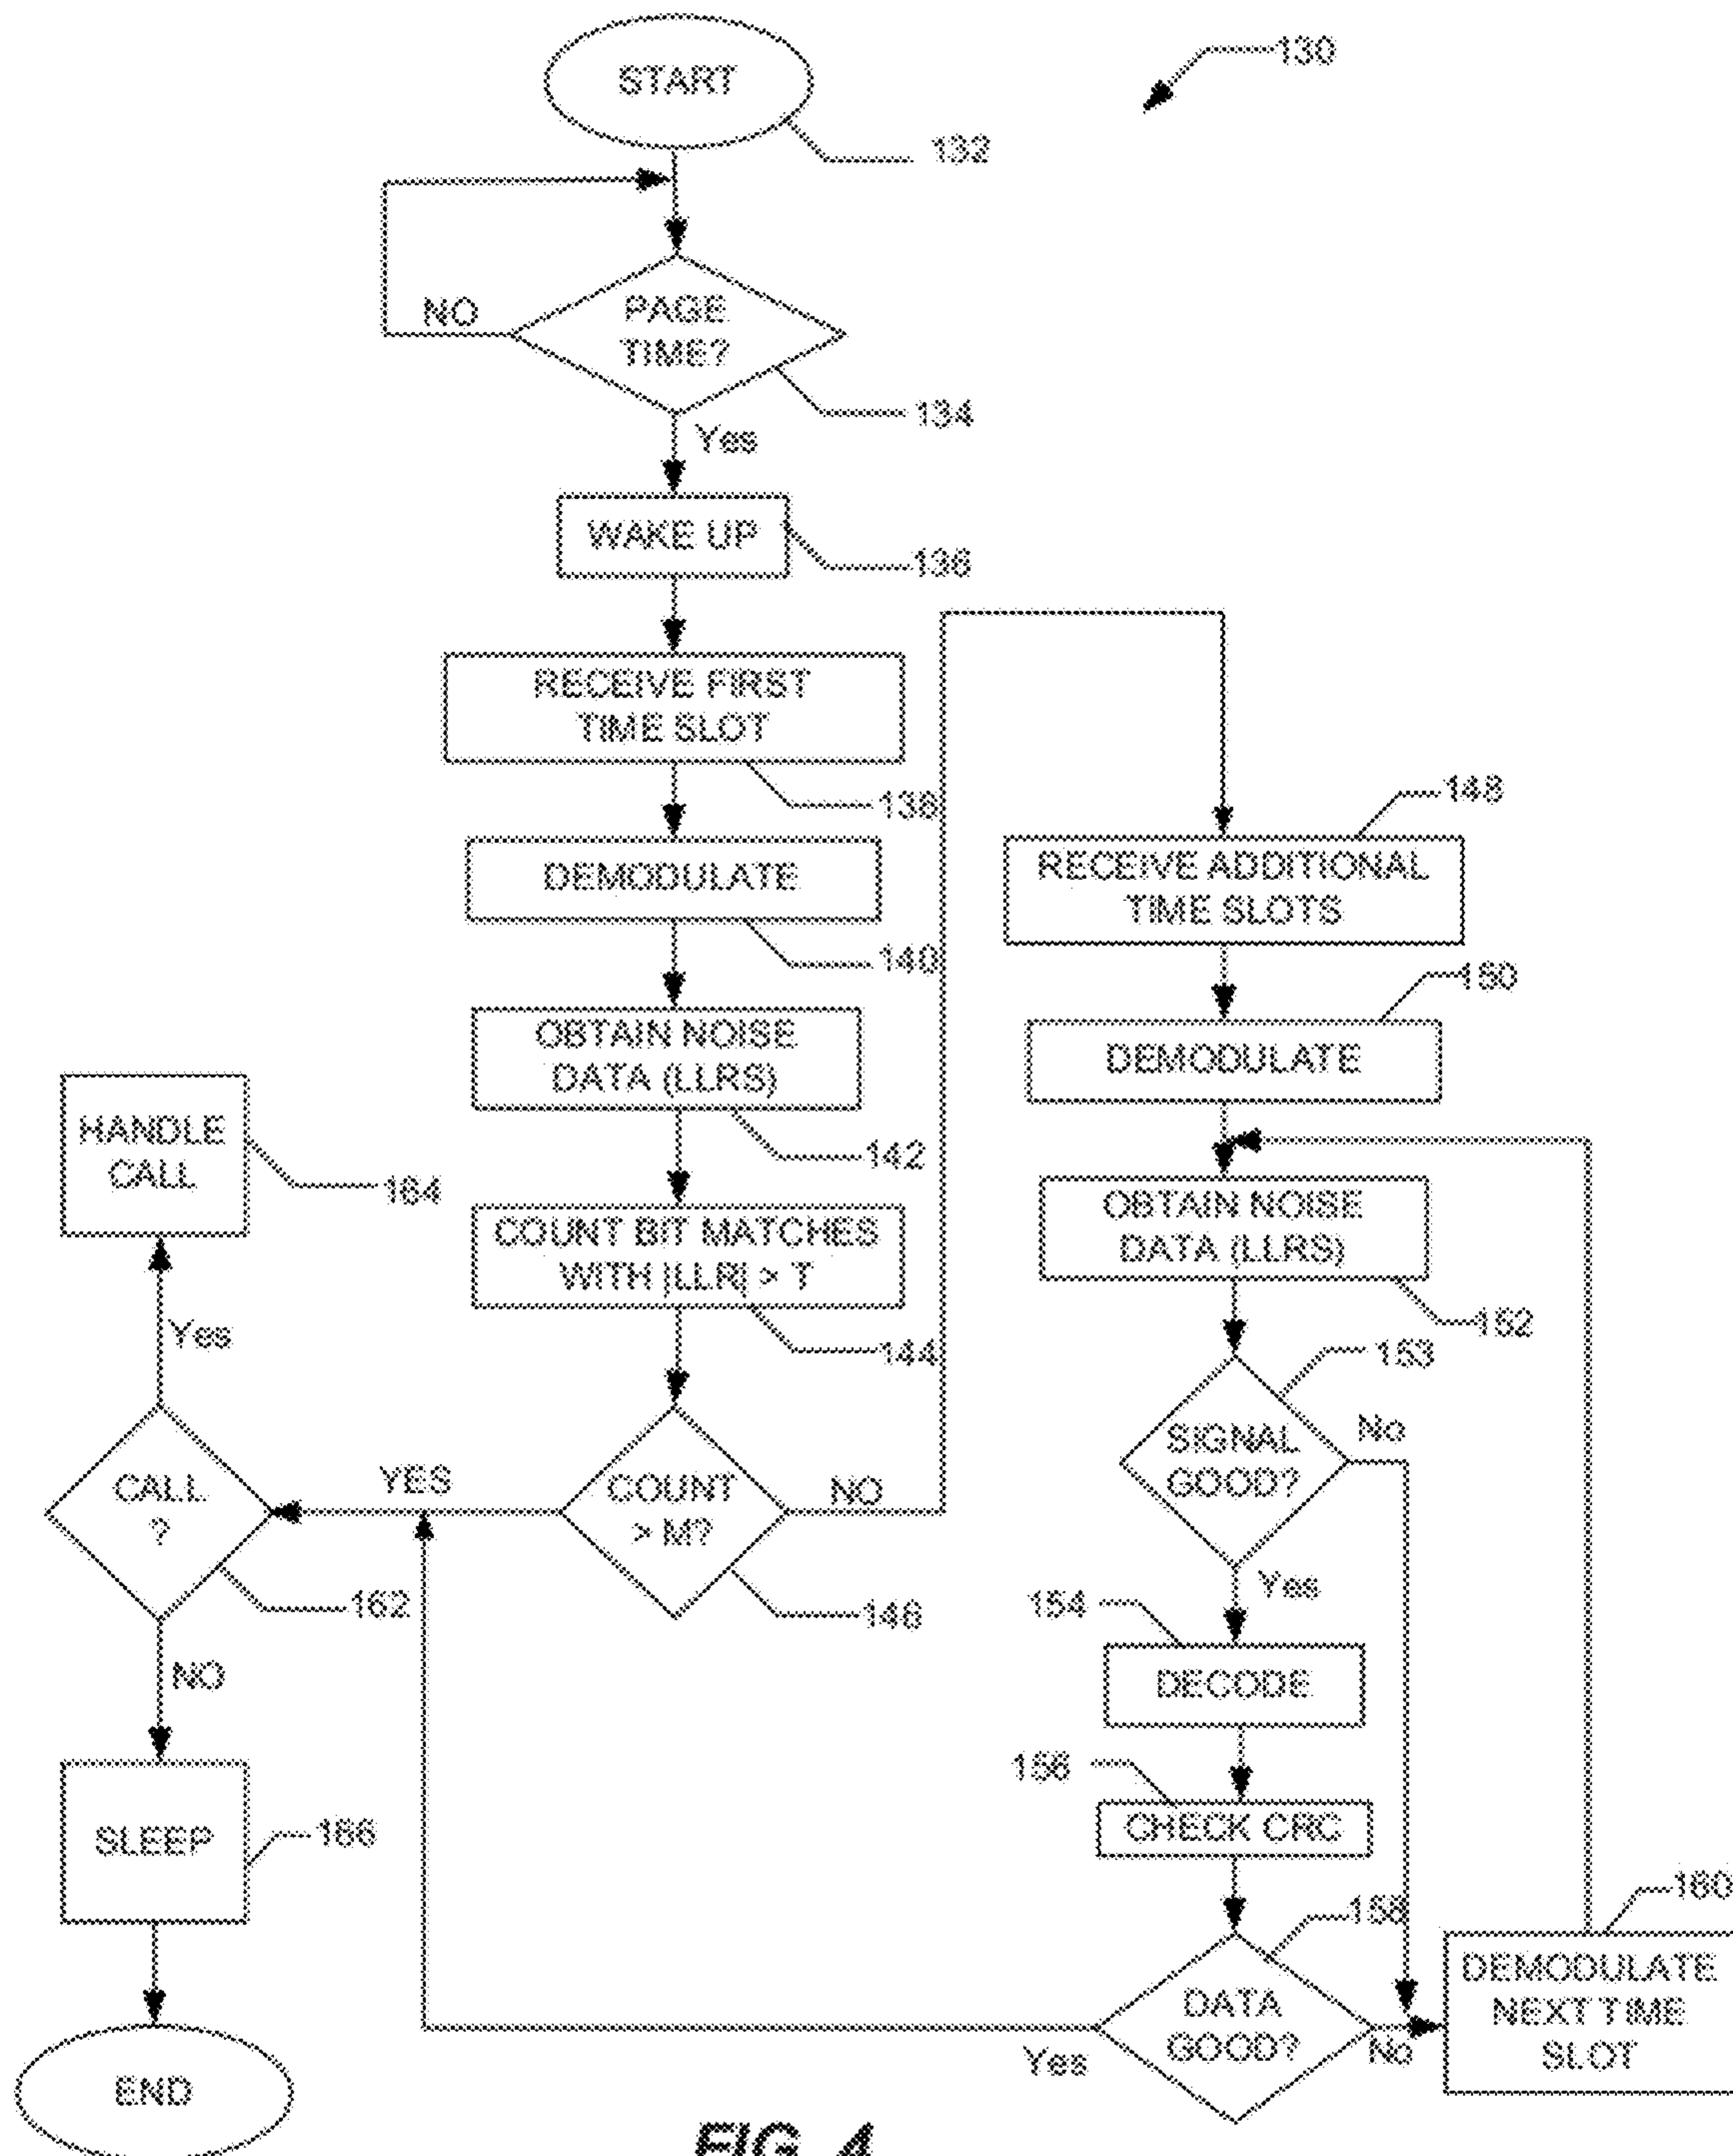 START
130
132
NO
PAGE
TIME?
134
Yes
WAKE UP
136
RECEIVE FIRST
TIME SLOT
138
148
DEMODULATE
RECEIVE ADDITIONAL
TIME SLOTS
140
150
OBTAIN NOISE
DATA (LLRS)
DEMODULATE
HANDLE
CALL
142
164
COUNT BIT MATCHES
WITH |LLR| > T
OBTAIN NOISE
DATA (LLRS)
152
Yes
144
153
SIGNAL
GOOD?
No
CALL
?
YES
COUNT
> M?
NO
Yes
162
146
154
NO
DECODE
156
CHECK CRC
SLEEP
166
158
160
DEMODULATE
NEXT TIME
SLOT
DATA
GOOD?
Yes
No
END
FIG. 4